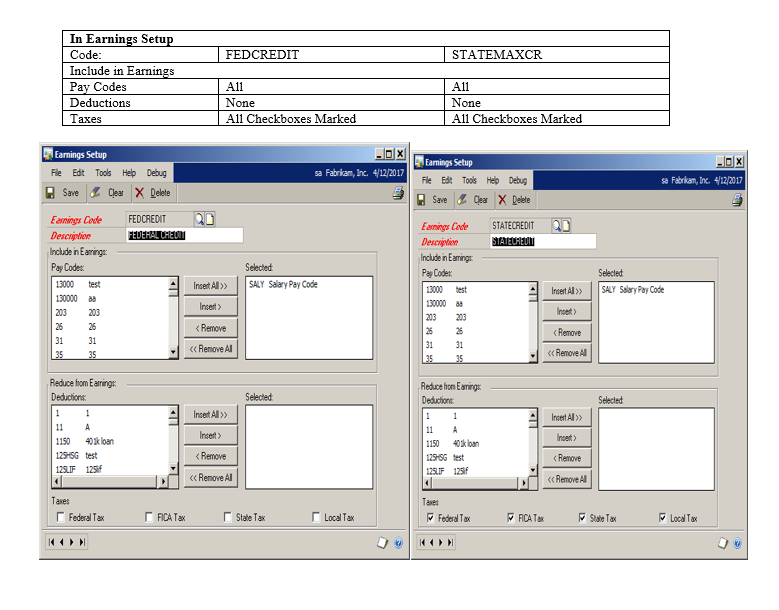 In Earnings Setup
Code: FEDCREDIT STATEMAXCR
Include in Earnings
Pay Codes All All
Deductions None None
Taxes All Checkboxes Marked All Checkboxes Marked
Earnings Setup
File Edit Tools Help Debug sa Fabrikam, Inc. 4/12/2017
Save Clear Delete
Earnings Code FEDCREDIT
Description FEDERAL CREDIT
Include in Earnings:
Pay Codes: Selected:
13000 test Insert All >> SALY Salary Pay Code
130000 aa
203 203 Insert >
26 26 < Remove
31 31
35 35 << Remove All
Reduce from Earnings:
Deductions: Selected:
1 1 Insert All >>
11 A
1150 401k loan Insert >
125HSG test < Remove
125LIF 125lif << Remove All
Taxes
Federal Tax FICA Tax State Tax Local Tax
Earnings Setup
File Edit Tools Help Debug sa Fabrikam, Inc. 4/12/2017
Save Clear Delete
Earnings Code STATECREDIT
Description STATECREDIT
Include in Earnings:
Pay Codes: Selected:
13000 test Insert All >> SALY Salary Pay Code
130000 aa
203 203 Insert >
26 26 < Remove
31 31
35 35 << Remove All
Reduce from Earnings:
Deductions: Selected:
1 1 Insert All >>
11 A
1150 401k loan Insert >
125HSG test < Remove
125LIF 125lif << Remove All
Taxes
Federal Tax FICA Tax State Tax Local Tax